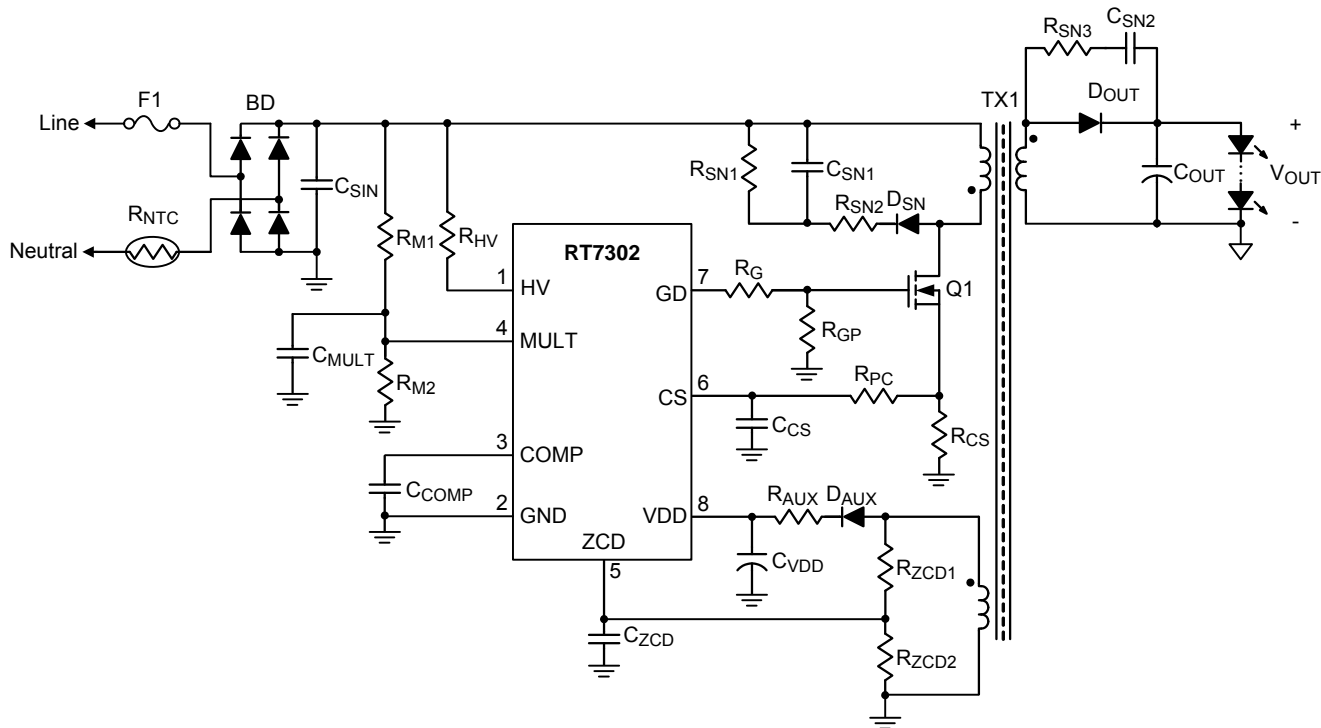 RSN3
CSN2
F1
BD
TX1
DOUT
Line
+
RSN1
CSN1
CSIN
COUT
VOUT
RSN2
DSN
RNTC
RM1
RHV
Neutral
-
RT7302
1
HV
7
GD
RG
Q1
4
MULT
RGP
CMULT
RM2
6
CS
RPC
CCS
RCS
3
COMP
CCOMP
2
GND
8
VDD
RAUX
DAUX
ZCD
5
CVDD
RZCD1
CZCD
RZCD2